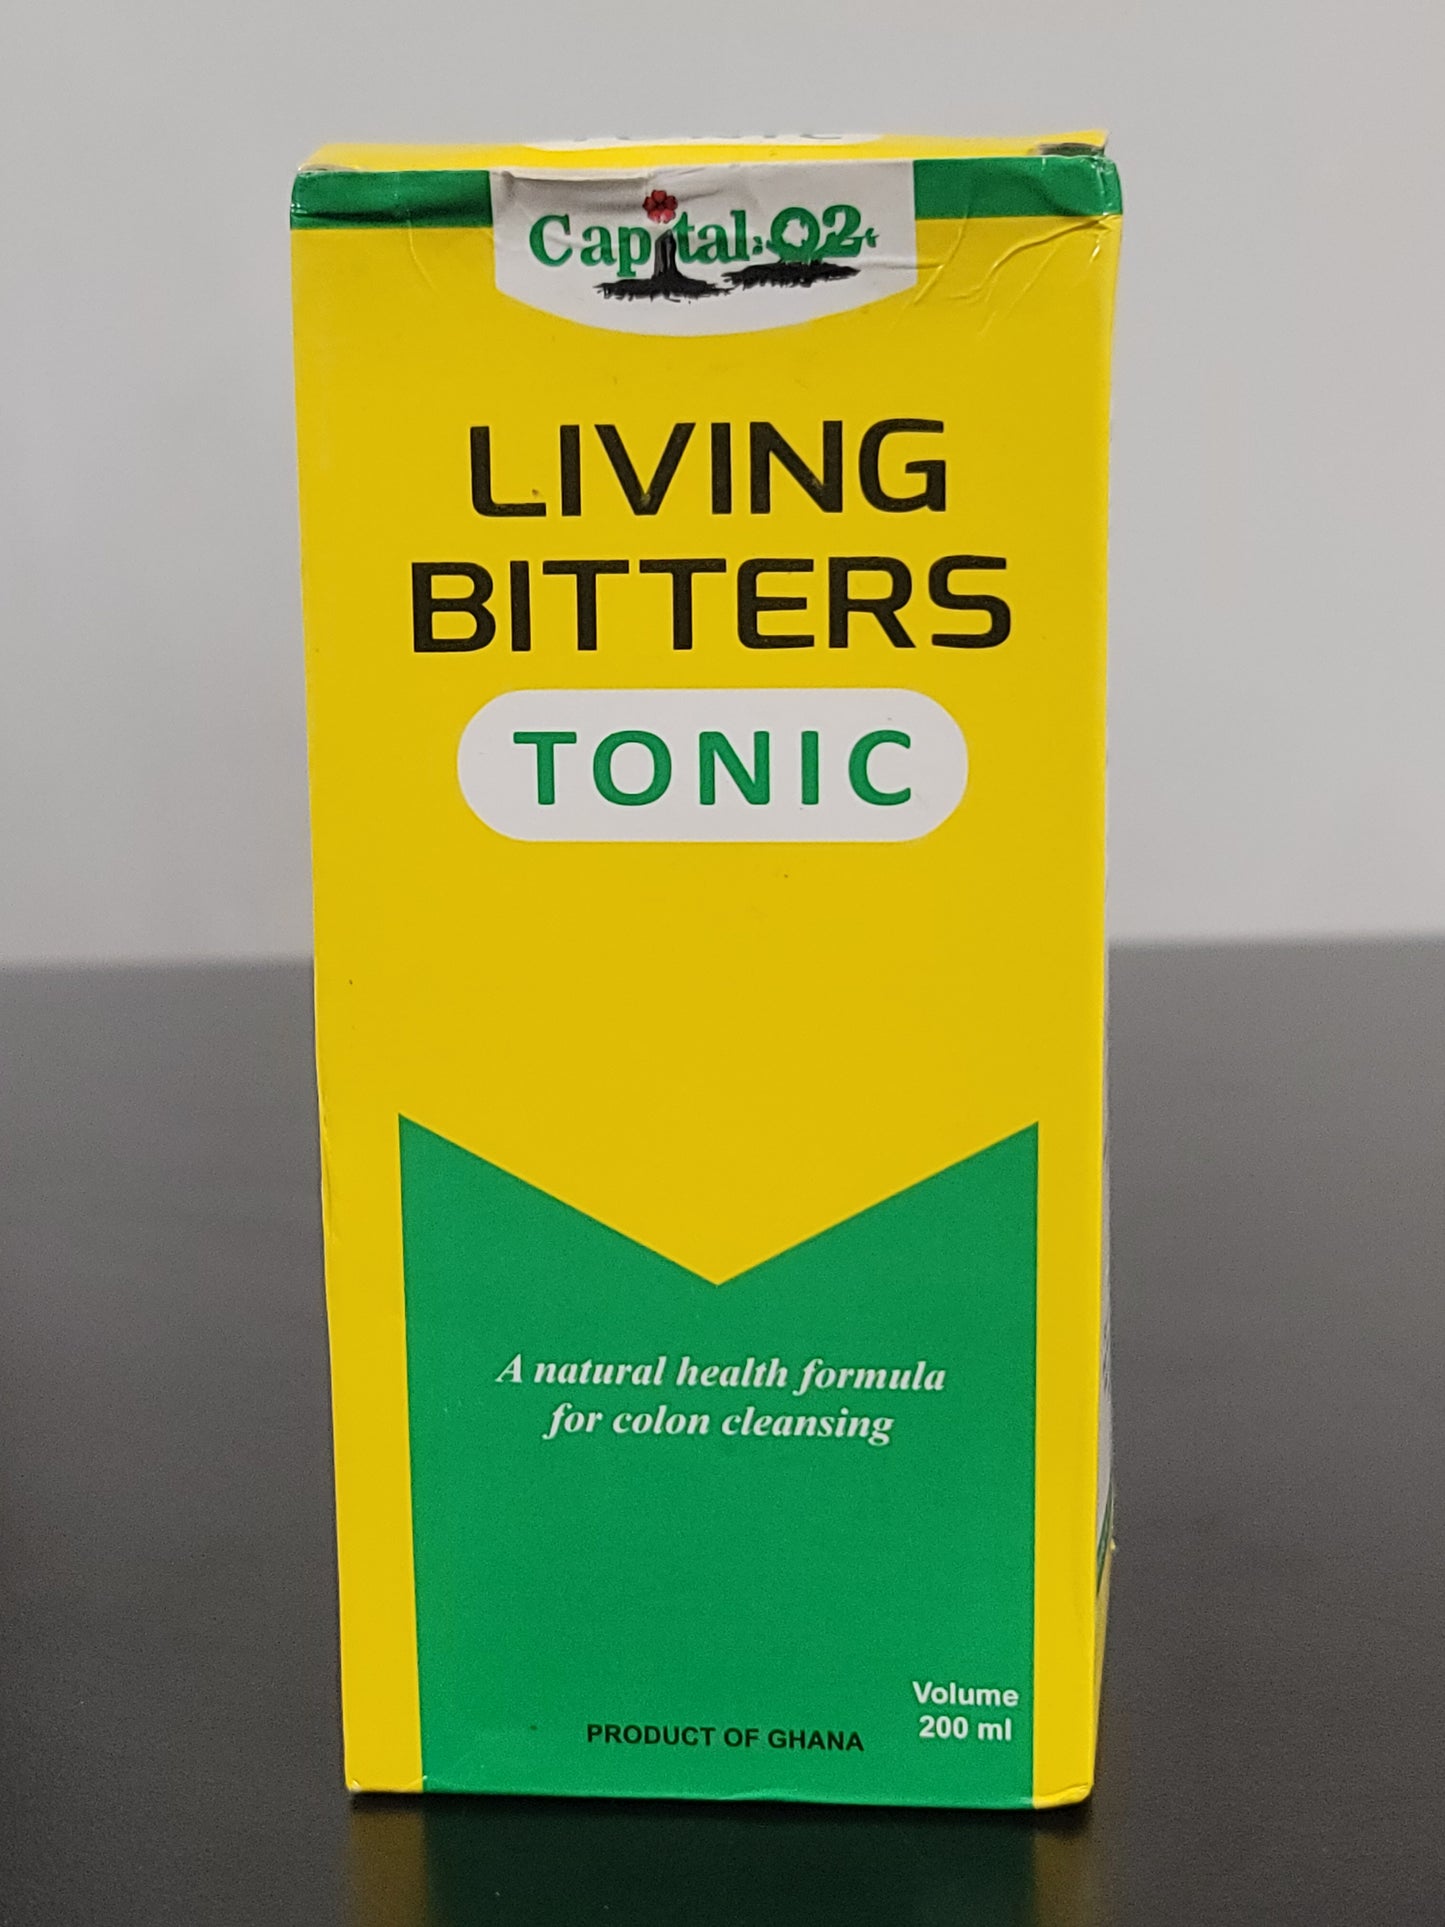 Capital O2
LIVING
BITTERS
TONIC
A natural health formula
for colon cleansing
Volume
200 ml
PRODUCT OF GHANA